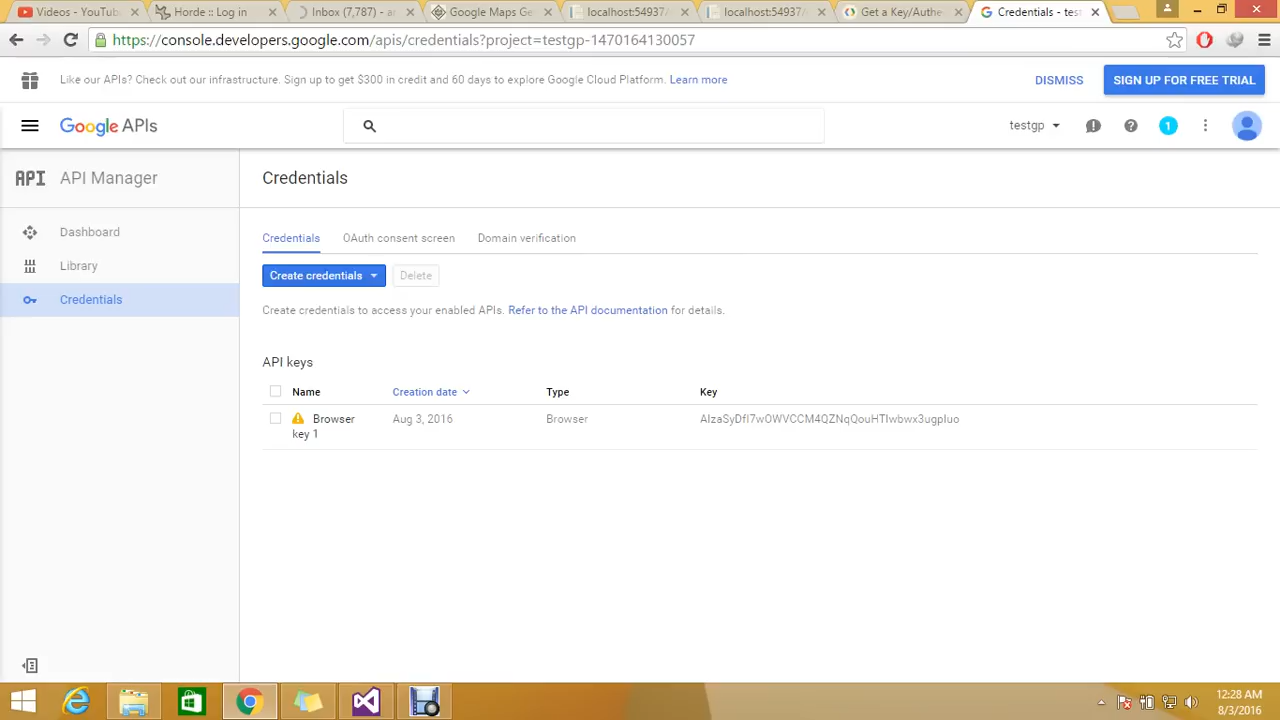 Videos - YouTub
Horde :: Log in
Inbox (7,787) - a
Google Maps Ge
localhost:54937/
localhost:54937/
Get a Key/Authe
Credentials - tes
https://console.developers.google.com/apis/credentials?project=testgp-1470164130057
Like our APIs? Check out our infrastructure. Sign up to get $300 in credit and 60 days to explore Google Cloud Platform. Learn more
DISMISS
SIGN UP FOR FREE TRIAL
Google APIs
testgp
1
API API Manager
Credentials
Dashboard
Library
Credentials
Credentials OAuth consent screen Domain verification
Create credentials Delete
Create credentials to access your enabled APIs. Refer to the API documentation for details.
API keys
Name Creation date Type Key
Browser Aug 3, 2016 Browser AIzaSyDfI7wOWVCCM4QZNqQouHTIwbwx3ugpIuo
key 1
12:28 AM
8/3/2016